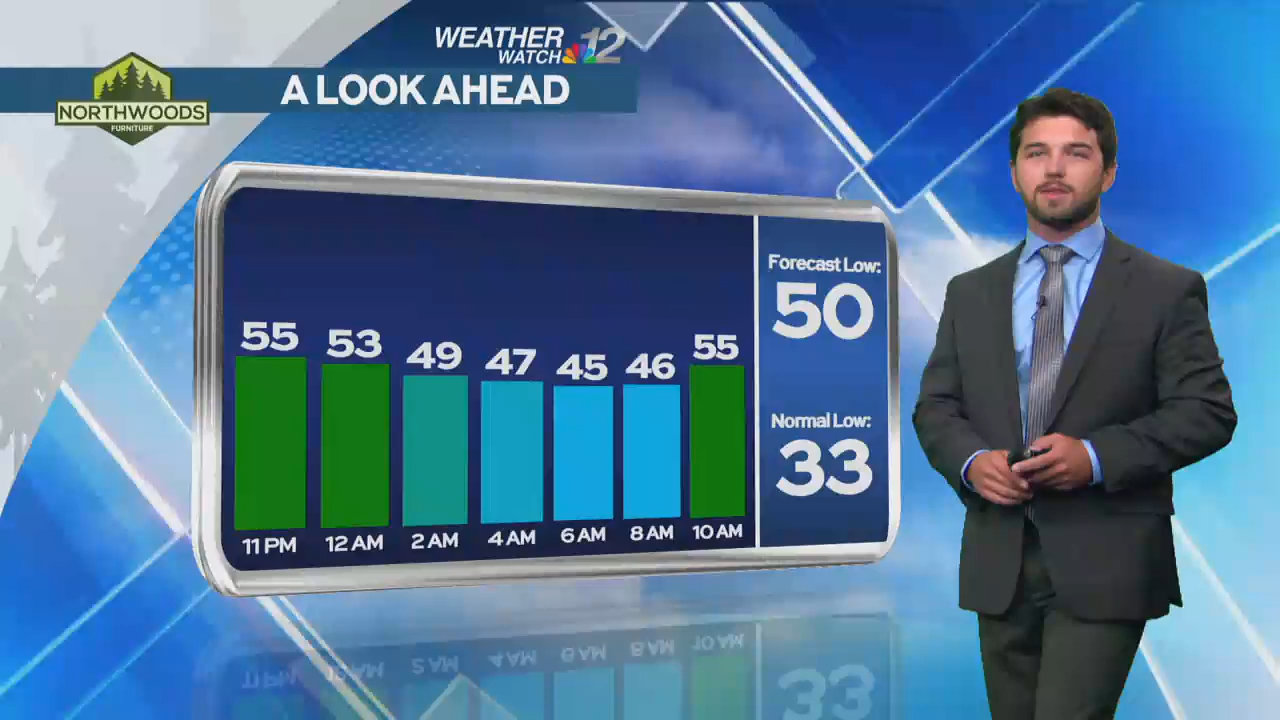 WEATHER
WATCH 12
NORTHWOODS
FURNITURE
A LOOK AHEAD
55 53 49 47 45 46 55
11 PM 12 AM 2 AM 4 AM 6 AM 8 AM 10 AM
Forecast Low:
50
Normal Low:
33